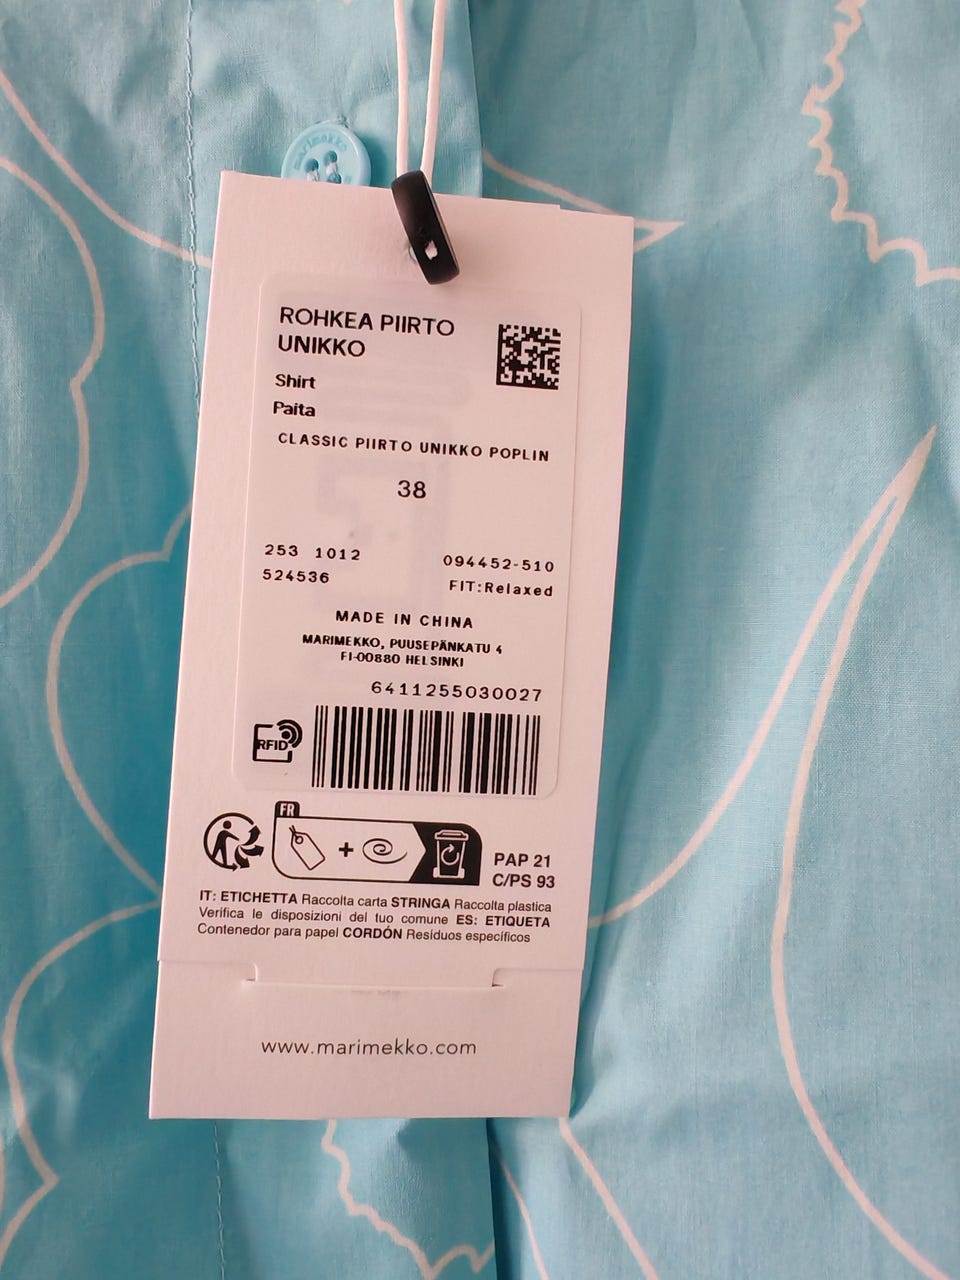 marimekko
ROHKEA PIIRTO
UNIKKO
Shirt
Paita
CLASSIC PIIRTO UNIKKO POPLIN
38
253 1012 094452-510
524536 FIT:Relaxed
MADE IN CHINA
MARIMEKKO, PUUSEPÄNKATU 4
FI-00880 HELSINKI
6411255030027
RFID
FR
PAP 21
C/PS 93
IT: ETICHETTA Raccolta carta STRINGA Raccolta plastica
Verifica le disposizioni del tuo comune ES: ETIQUETA
Contenedor para papel CORDÓN Resíduos específicos
www.marimekko.com